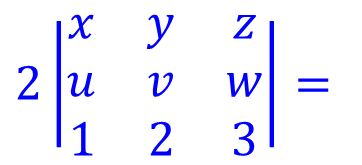 x y z
2 |u v w| =
1 2 3